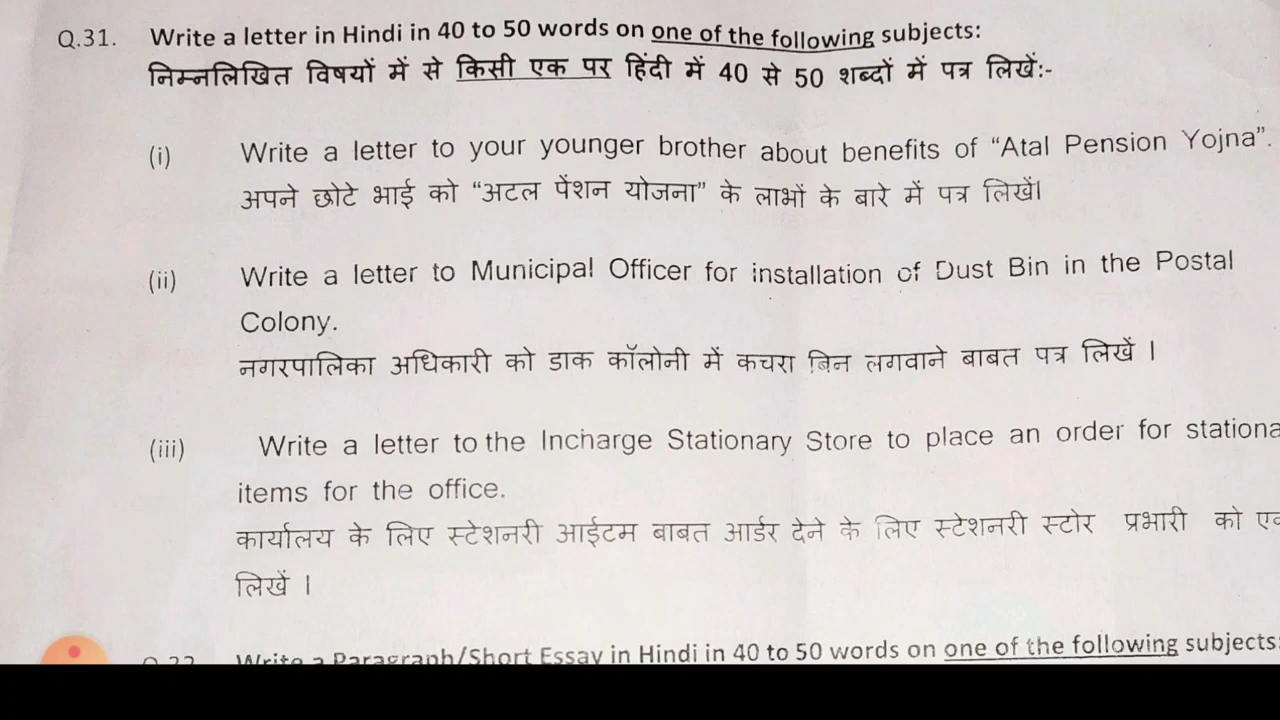 Q.31. Write a letter in Hindi in 40 to 50 words on one of the following subjects:
निम्नलिखित विषयों में से किसी एक पर हिंदी में 40 से 50 शब्दों में पत्र लिखें:-
(i) Write a letter to your younger brother about benefits of “Atal Pension Yojna”.
अपने छोटे भाई को “अटल पेंशन योजना” के लाभों के बारे में पत्र लिखें।
(ii) Write a letter to Municipal Officer for installation of Dust Bin in the Postal
Colony.
नगरपालिका अधिकारी को डाक कॉलोनी में कचरा बिन लगवाने बाबत पत्र लिखें ।
(iii) Write a letter to the Incharge Stationary Store to place an order for stationa
items for the office.
कार्यालय के लिए स्टेशनरी आईटम बाबत आर्डर देने के लिए स्टेशनरी स्टोर प्रभारी को
लिखें ।
Write a Paragraph/Short Essay in Hindi in 40 to 50 words on one of the following subjects: